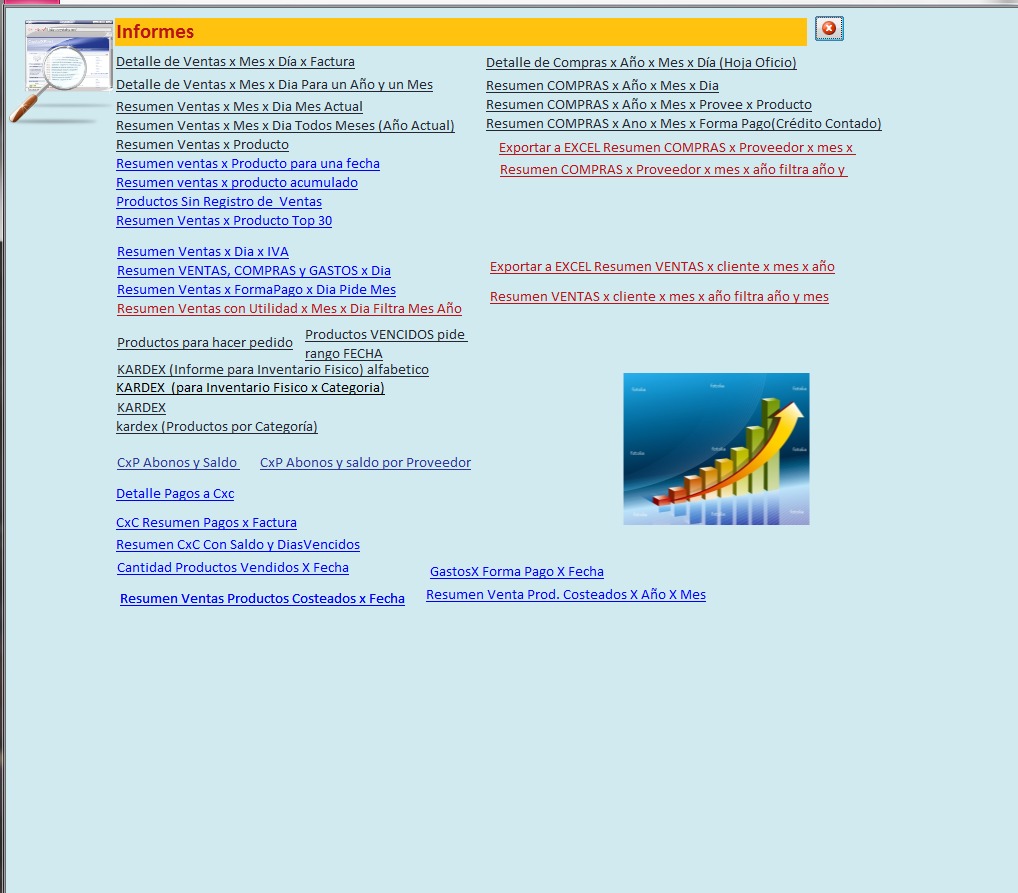 Informes
Detalle de Ventas x Mes x Día x Factura
Detalle de Ventas x Mes x Dia Para un Año y un Mes
Resumen Ventas x Mes x Dia Mes Actual
Resumen Ventas x Mes x Dia Todos Meses (Año Actual)
Resumen Ventas x Producto
Resumen ventas x Producto para una fecha
Resumen ventas x producto acumulado
Productos Sin Registro de Ventas
Resumen Ventas x Producto Top 30
Detalle de Compras x Año x Mes x Día (Hoja Oficio)
Resumen COMPRAS x Año x Mes x Dia
Resumen COMPRAS x Año x Mes x Provee x Producto
Resumen COMPRAS x Ano x Mes x Forma Pago(Crédito Contado)
Exportar a EXCEL Resumen COMPRAS x Proveedor x mes x
Resumen COMPRAS x Proveedor x mes x año filtra año y
Resumen Ventas x Dia x IVA
Resumen VENTAS, COMPRAS y GASTOS x Dia
Resumen Ventas x FormaPago x Dia Pide Mes
Resumen Ventas con Utilidad x Mes x Dia Filtra Mes Año
Exportar a EXCEL Resumen VENTAS x cliente x mes x año
Resumen VENTAS x cliente x mes x año filtra año y mes
Productos para hacer pedido
Productos VENCIDOS pide
rango FECHA
KARDEX (Informe para Inventario Fisico) alfabetico
KARDEX (para Inventario Fisico x Categoria)
KARDEX
kardex (Productos por Categoría)
CxP Abonos y Saldo
CxP Abonos y saldo por Proveedor
Detalle Pagos a Cxc
CxC Resumen Pagos x Factura
Resumen CxC Con Saldo y DiasVencidos
Cantidad Productos Vendidos X Fecha
Resumen Ventas Productos Costeados x Fecha
GastosX Forma Pago X Fecha
Resumen Venta Prod. Costeados X Año X Mes